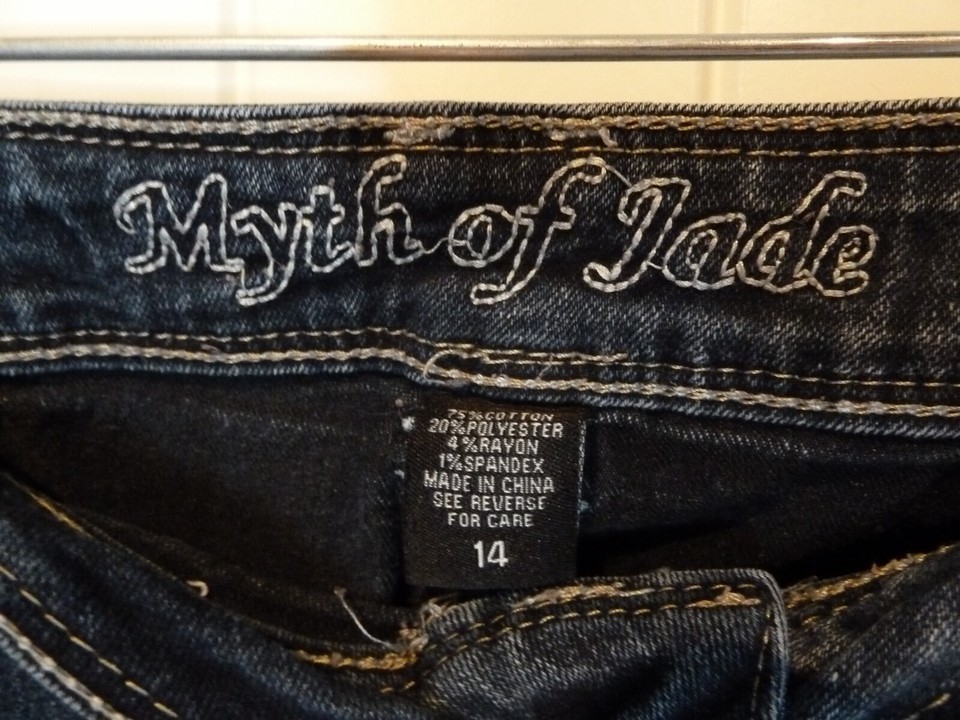 Myth of Jade
75%COTTON
20%POLYESTER
4%RAYON
1%SPANDEX
MADE IN CHINA
SEE REVERSE
FOR CARE
14